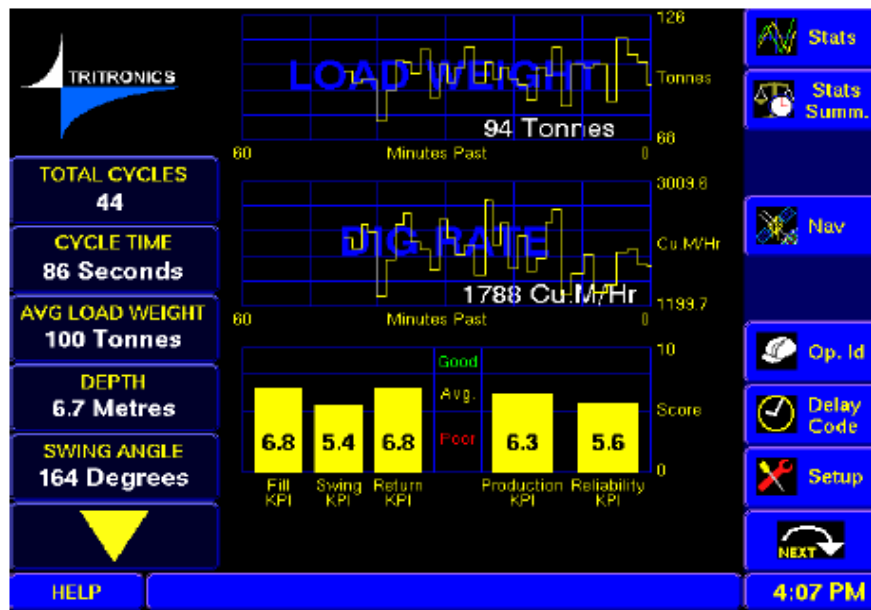 TRITRONICS
TOTAL CYCLES
44
CYCLE TIME
86 Seconds
AVG LOAD WEIGHT
100 Tonnes
DEPTH
6.7 Metres
SWING ANGLE
164 Degrees
HELP
LOAD WEIGHT
126
Tonnes
94 Tonnes
66
60 Minutes Past 0
3009.6
DIG RATE
Cu.M/Hr
1788 Cu.M/Hr
1199.7
60 Minutes Past 0
10
Good
Avg.
Score
Poor
6.8 5.4 6.8 6.3 5.6
0
Fill Swing Return Production Reliability
KPI KPI KPI KPI KPI
Stats
Stats
Summ.
Nav
Op. Id
Delay
Code
Setup
NEXT
4:07 PM